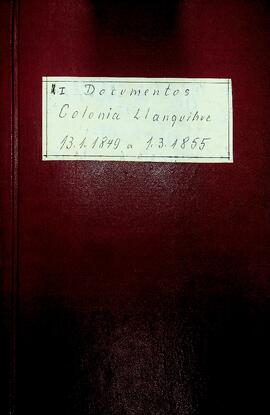 I Documentos
Colonia Llanquihue
13.1.1849 a 1.3.1855